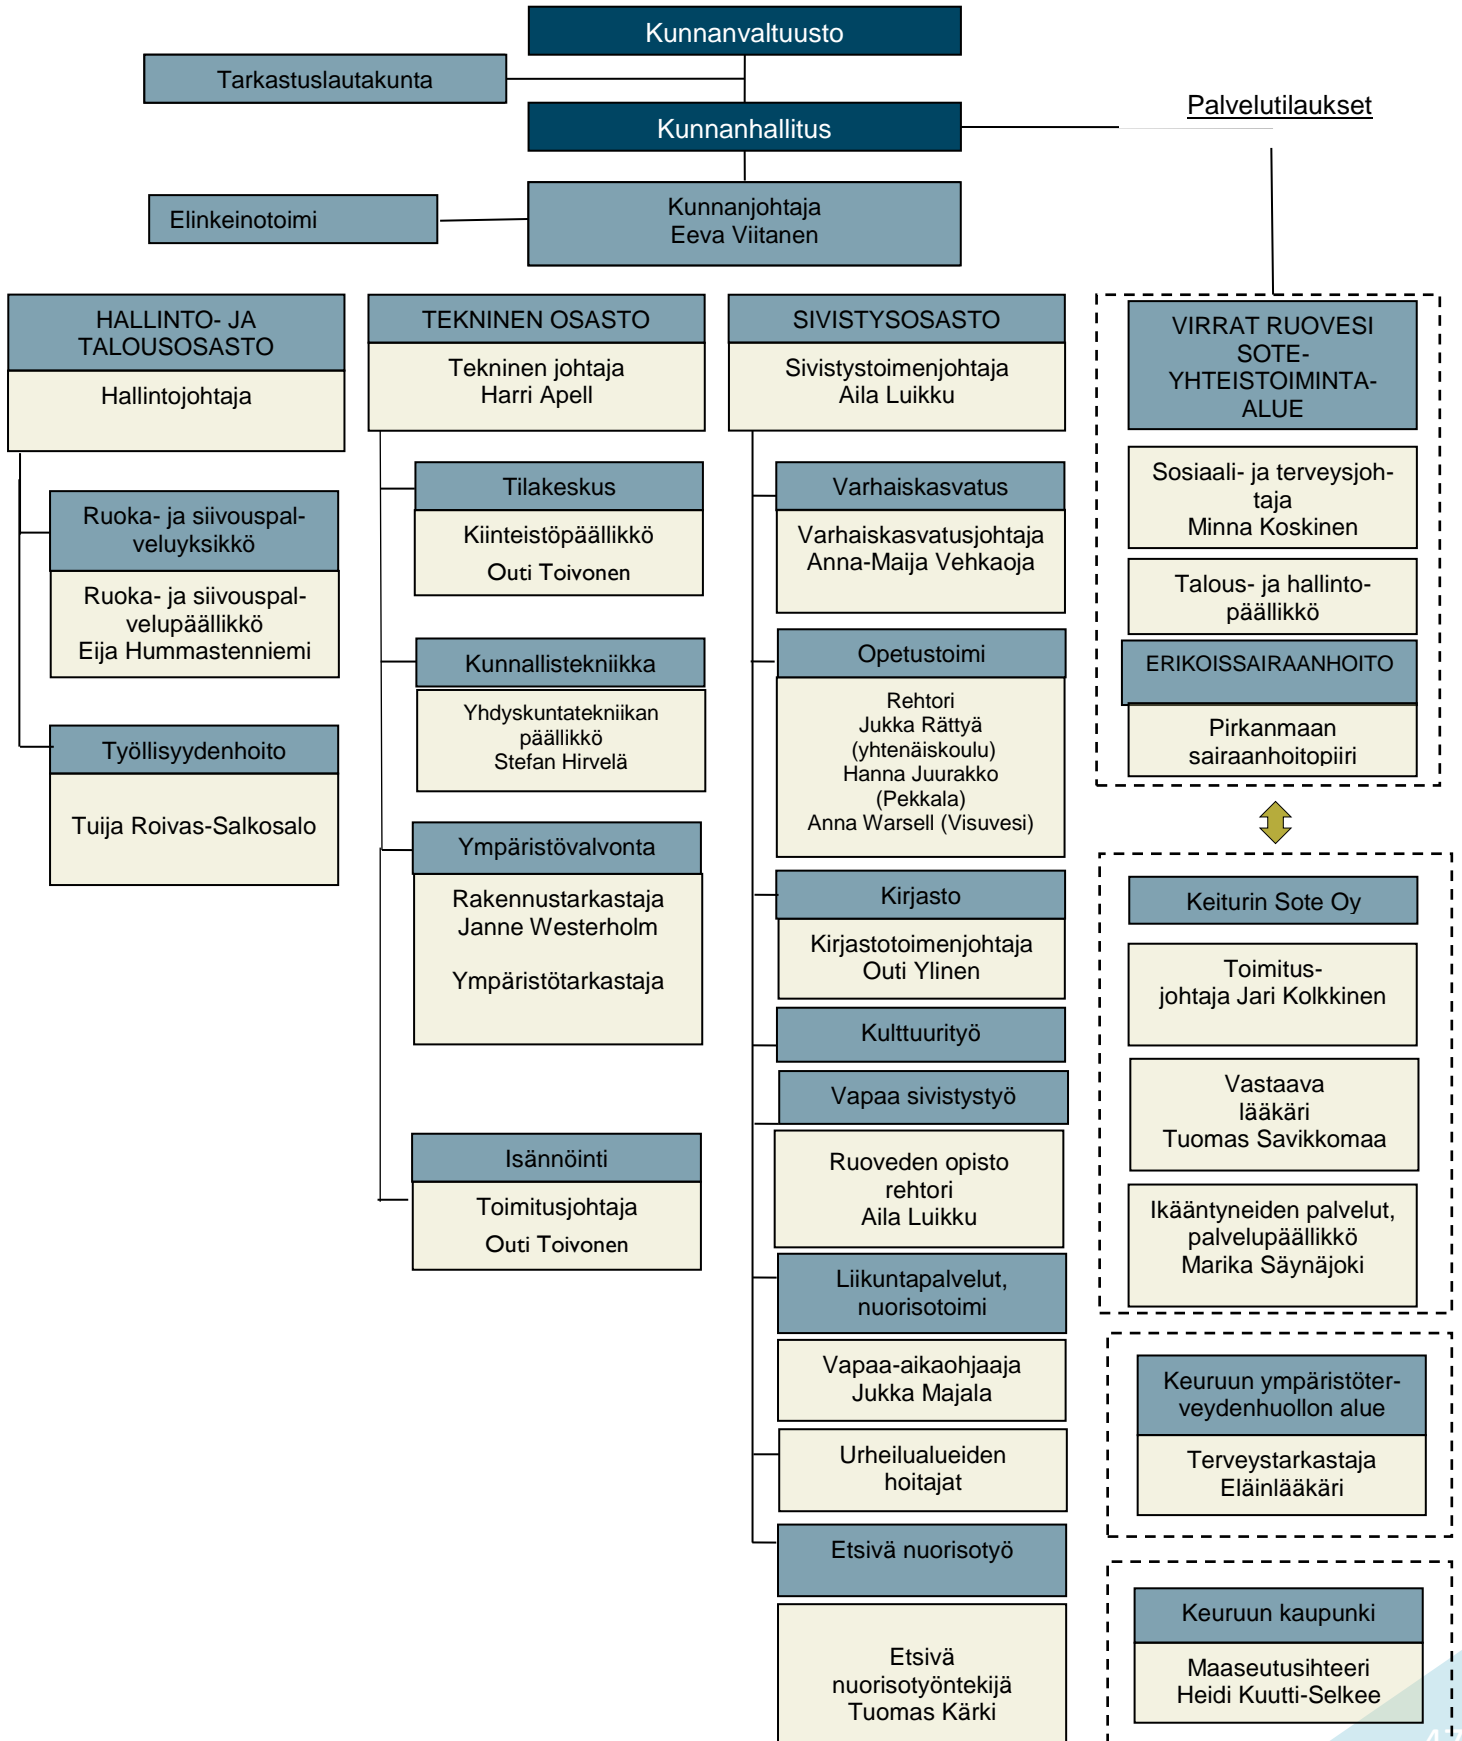 Kunnanvaltuusto
Tarkastuslautakunta
Palvelutilaukset
Kunnanhallitus
Elinkeinotoimi
Kunnanjohtaja
Eeva Viitanen
HALLINTO- JA
TALOUSOSASTO
Hallintojohtaja
Ruoka- ja siivouspal-
veluyksikkö
Ruoka- ja siivouspal-
velupäällikkö
Eija Hummastenniemi
Työllisyydenhoito
Tuija Roivas-Salkosalo
TEKNINEN OSASTO
Tekninen johtaja
Harri Apell
Tilakeskus
Kiinteistöpäällikkö
Outi Toivonen
Kunnallistekniikka
Yhdyskuntatekniikan
päällikkö
Stefan Hirvelä
Ympäristövalvonta
Rakennustarkastaja
Janne Westerholm
Ympäristötarkastaja
Isännöinti
Toimitusjohtaja
Outi Toivonen
SIVISTYSOSASTO
Sivistystoimenjohtaja
Aila Luikku
Varhaiskasvatus
Varhaiskasvatusjohtaja
Anna-Maija Vehkaoja
Opetustoimi
Rehtori
Jukka Rättyä
(yhtenäiskoulu)
Hanna Juurakko
(Pekkala)
Anna Warsell (Visuvesi)
Kirjasto
Kirjastotoimenjohtaja
Outi Ylinen
Kulttuurityö
Vapaa sivistystyö
Ruoveden opisto
rehtori
Aila Luikku
Liikuntapalvelut,
nuorisotoimi
Vapaa-aikaohjaaja
Jukka Majala
Urheilualueiden
hoitajat
Etsivä nuorisotyö
Etsivä
nuorisotyöntekijä
Tuomas Kärki
VIRRAT RUOVESI
SOTE-
YHTEISTOIMINTA-
ALUE
Sosiaali- ja terveysjoh-
taja
Minna Koskinen
Talous- ja hallinto-
päällikkö
ERIKOISSAIRAANHOITO
Pirkanmaan
sairaanhoitopiiri
Keiturin Sote Oy
Toimitus-
johtaja Jari Kolkkinen
Vastaava
lääkäri
Tuomas Savikkomaa
Ikääntyneiden palvelut,
palvelupäällikkö
Marika Säynäjoki
Keuruun ympäristöter-
veydenhuollon alue
Terveystarkastaja
Eläinlääkäri
Keuruun kaupunki
Maaseutusihteeri
Heidi Kuutti-Selkee